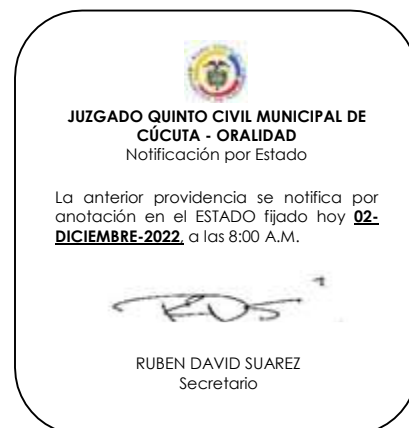 JUZGADO QUINTO CIVIL MUNICIPAL DE
CÚCUTA - ORALIDAD
Notificación por Estado
La anterior providencia se notifica por
anotación en el ESTADO fijado hoy 02-
DICIEMBRE-2022, a las 8:00 A.M.
RUBEN DAVID SUAREZ
Secretario